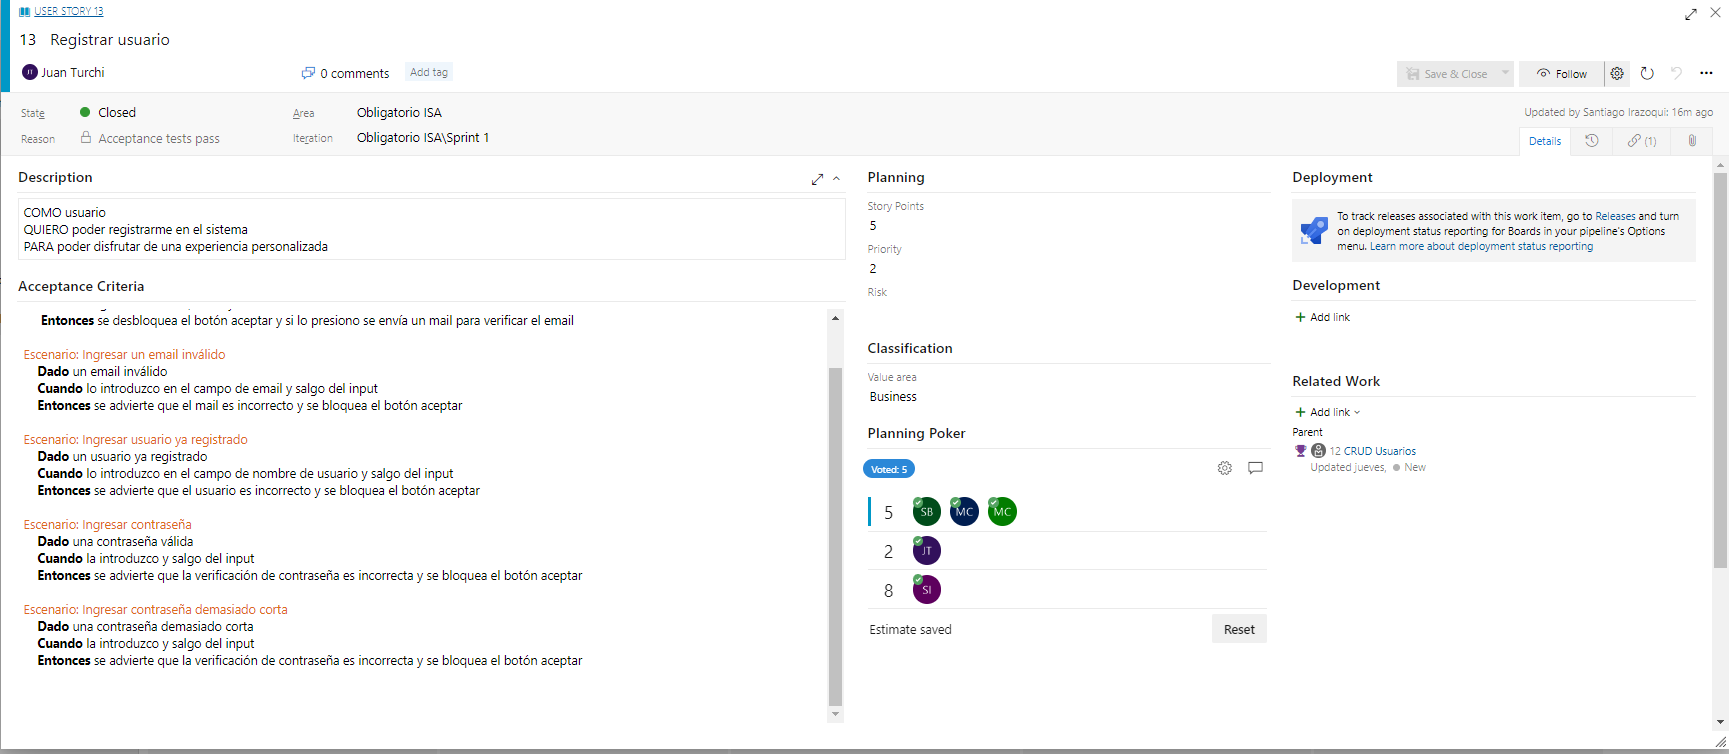 USER STORY 13
13 Registrar usuario
JT Juan Turchi
0 comments
Add tag
Save & Close
Follow
State
Closed
Area
Obligatorio ISA
Reason
Acceptance tests pass
Iteration
Obligatorio ISA\Sprint 1
Updated by Santiago Irazoqui: 16m ago
Details
(1)
Description
COMO usuario
QUIERO poder registrarme en el sistema
PARA poder disfrutar de una experiencia personalizada
Acceptance Criteria
Entonces se desbloquea el botón aceptar y si lo presiono se envía un mail para verificar el email
Escenario: Ingresar un email inválido
Dado un email inválido
Cuando lo introduzco en el campo de email y salgo del input
Entonces se advierte que el mail es incorrecto y se bloquea el botón aceptar
Escenario: Ingresar usuario ya registrado
Dado un usuario ya registrado
Cuando lo introduzco en el campo de nombre de usuario y salgo del input
Entonces se advierte que el usuario es incorrecto y se bloquea el botón aceptar
Escenario: Ingresar contraseña
Dado una contraseña válida
Cuando la introduzco y salgo del input
Entonces se advierte que la verificación de contraseña es incorrecta y se bloquea el botón aceptar
Escenario: Ingresar contraseña demasiado corta
Dado una contraseña demasiado corta
Cuando la introduzco y salgo del input
Entonces se advierte que la verificación de contraseña es incorrecta y se bloquea el botón aceptar
Planning
Story Points
5
Priority
2
Risk
Classification
Value area
Business
Planning Poker
Voted: 5
5 SB MC MC
2 JT
8 SI
Estimate saved
Reset
Deployment
To track releases associated with this work item, go to Releases and turn
on deployment status reporting for Boards in your pipeline's Options
menu. Learn more about deployment status reporting
Development
Add link
Related Work
Add link
Parent
12 CRUD Usuarios
Updated jueves, New